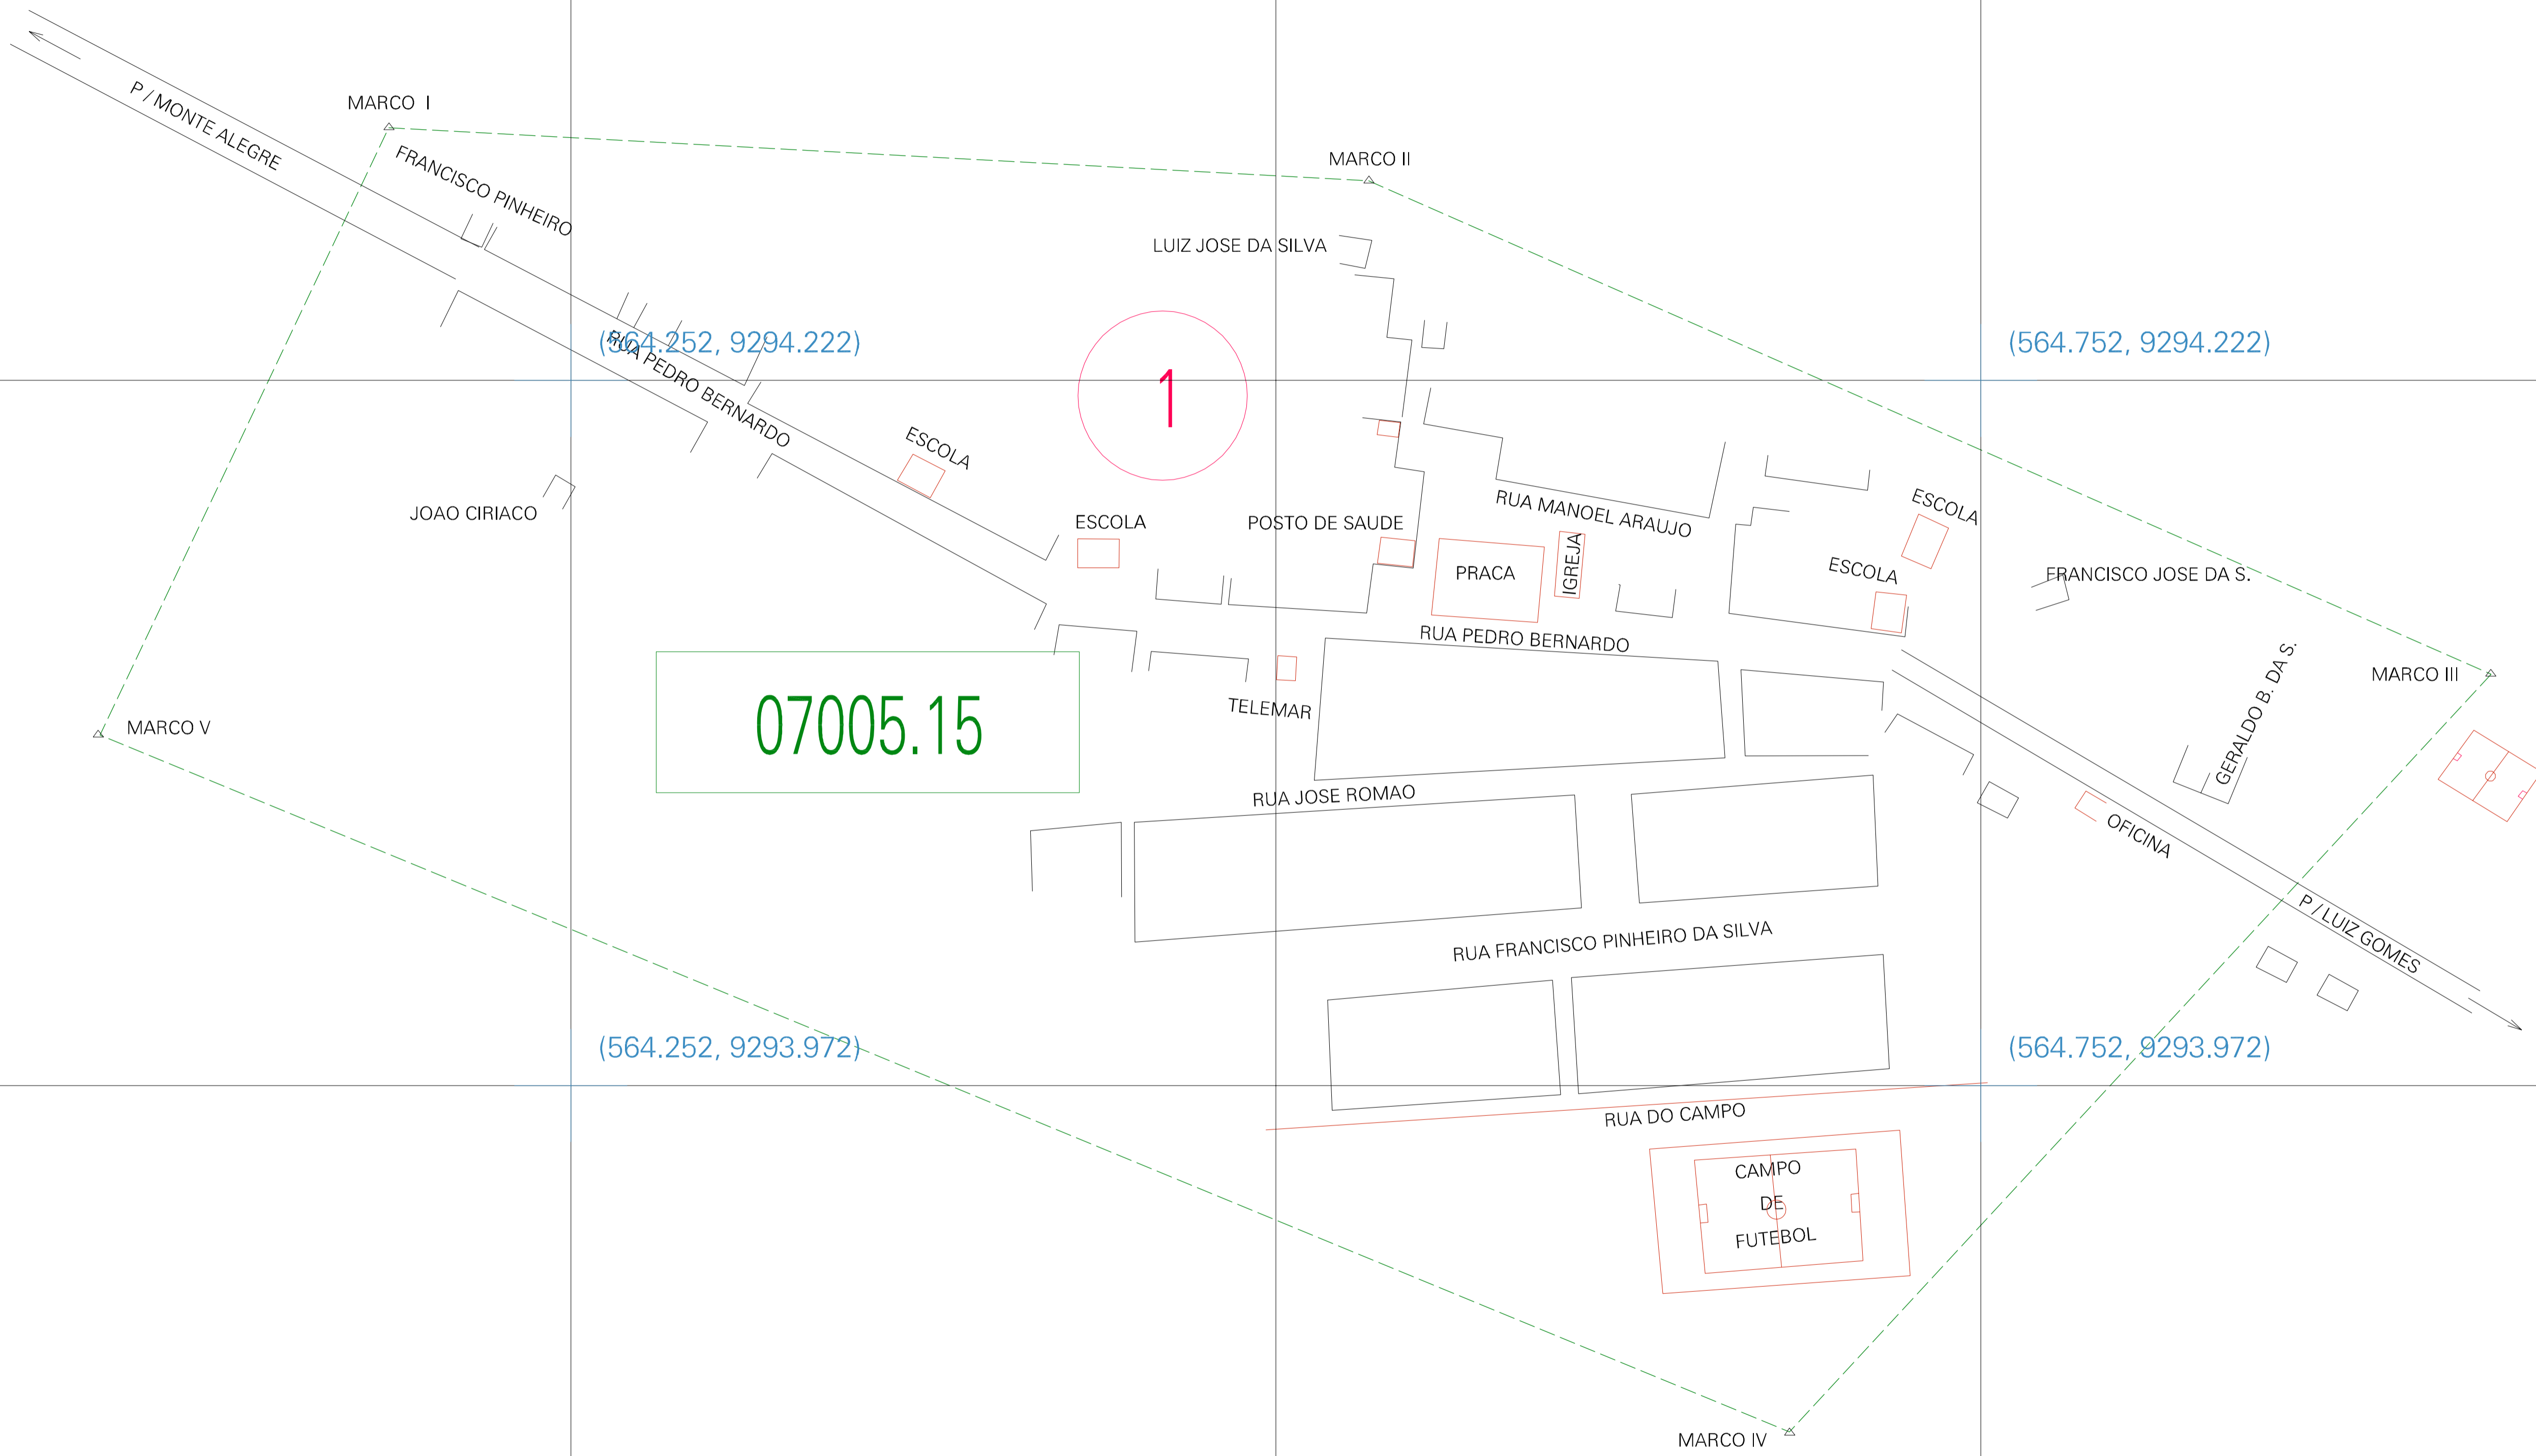 P / MONTE ALEGRE
MARCO I
FRANCISCO PINHEIRO
MARCO II
LUIZ JOSE DA SILVA
(564.252, 9294.222)
RUA PEDRO BERNARDO
(564.752, 9294.222)
1
ESCOLA
JOAO CIRIACO
ESCOLA
POSTO DE SAUDE
RUA MANOEL ARAUJO
PRACA
IGREJA
ESCOLA
ESCOLA
FRANCISCO JOSE DA S.
RUA PEDRO BERNARDO
MARCO III
GERALDO B. DA S.
MARCO V
07005.15
TELEMAR
RUA JOSE ROMAO
OFICINA
RUA FRANCISCO PINHEIRO DA SILVA
P / LUIZ GOMES
(564.252, 9293.972)
(564.752, 9293.972)
RUA DO CAMPO
CAMPO
DE
FUTEBOL
MARCO IV